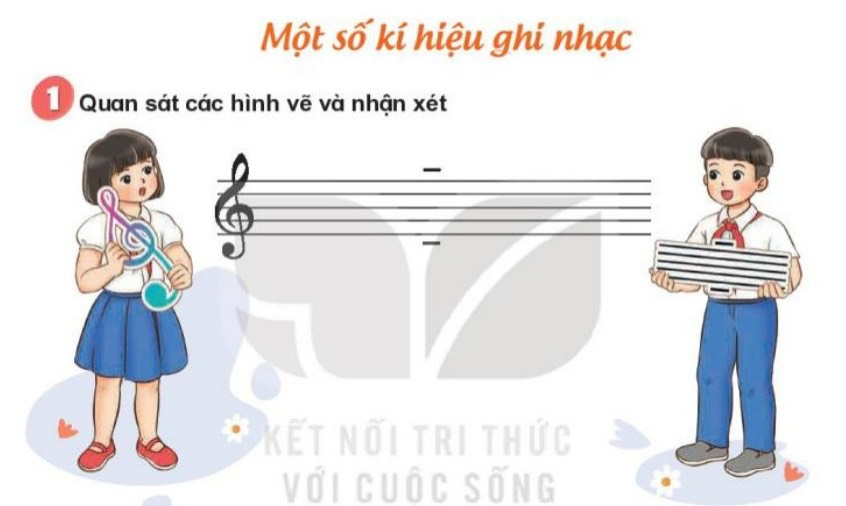 Một số kí hiệu ghi nhạc
1 Quan sát các hình vẽ và nhận xét
KẾT NỐI TRI THỨC
VỚI CUỘC SỐNG